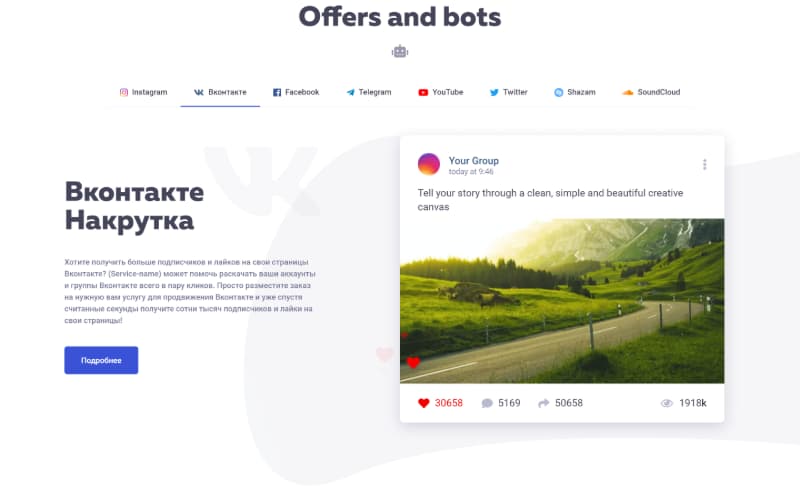 Offers and bots
Instagram
Вконтакте
Facebook
Telegram
YouTube
Twitter
Shazam
SoundCloud
Вконтакте
Накрутка
Хотите получить больше подписчиков и лайков на свои страницы
Вконтакте? (Service-name) может помочь раскачать ваши аккаунты
и группы Вконтакте всего в пару кликов. Просто разместите заказ
на нужную вам услугу для продвижения Вконтакте и уже спустя
считанные секунды получите сотни тысяч подписчиков и лайки на
свои страницы!
Подробнее
Your Group
today at 9:46
Tell your story through a clean, simple and beautiful creative
canvas
30658
5169
50658
1918k